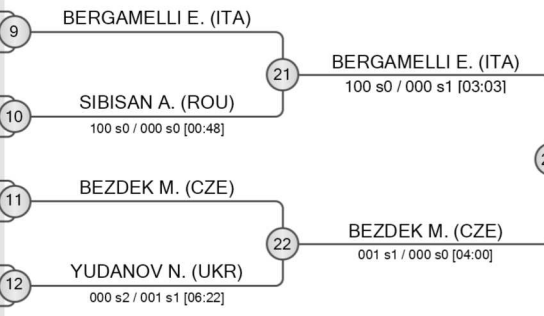 BERGAMELLI E. (ITA)
9
BERGAMELLI E. (ITA)
21
100 s0 / 000 s1 [03:03]
SIBISAN A. (ROU)
10
100 s0 / 000 s0 [00:48]
BEZDEK M. (CZE)
11
BEZDEK M. (CZE)
22
001 s1 / 000 s0 [04:00]
YUDANOV N. (UKR)
12
000 s2 / 001 s1 [06:22]